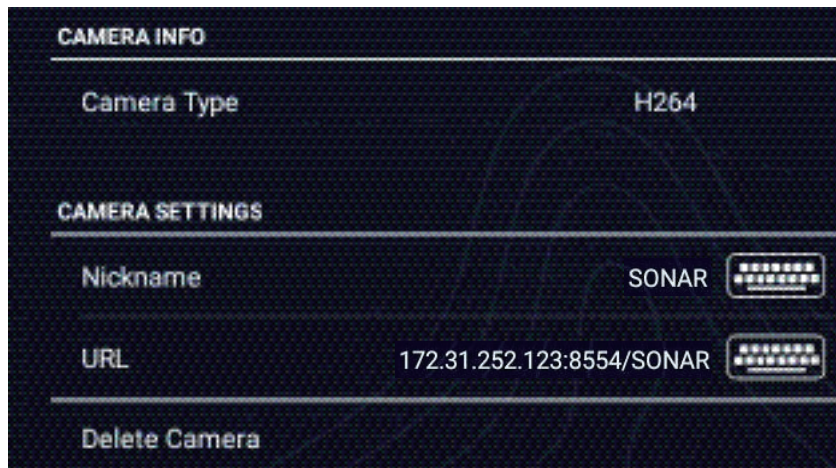 CAMERA INFO
Camera Type H264
CAMERA SETTINGS
Nickname SONAR
URL 172.31.252.123:8554/SONAR
Delete Camera